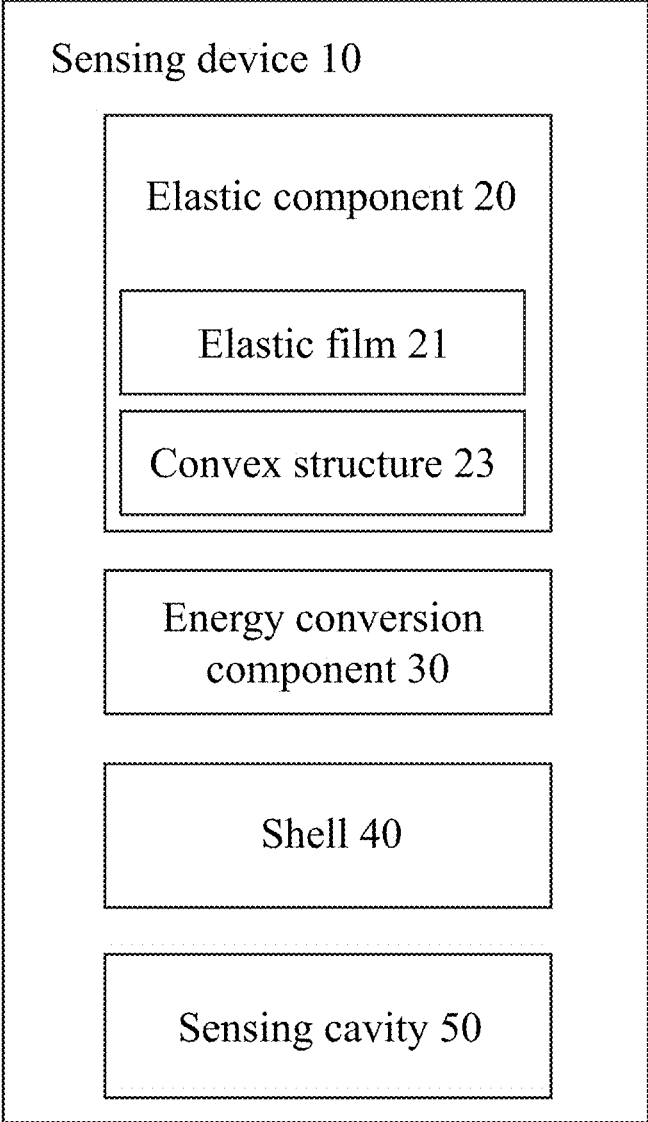 Sensing device 10
Elastic component 20
Elastic film 21
Convex structure 23
Energy conversion
component 30
Shell 40
Sensing cavity 50